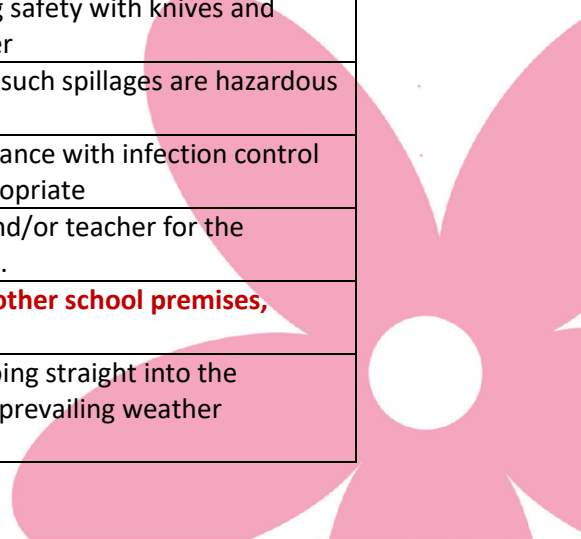 g safety with knives and
er
such spillages are hazardous
ance with infection control
opriate
nd/or teacher for the
.
other school premises,
ping straight into the
prevailing weather